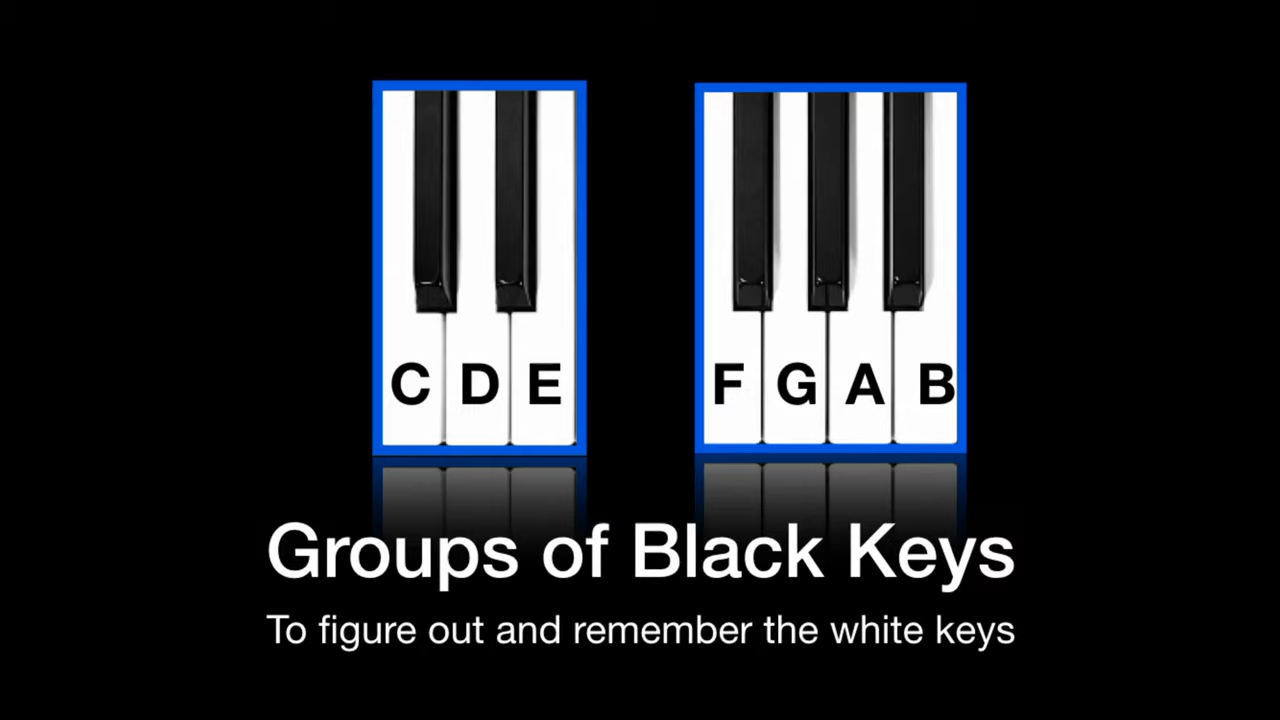 C D E F G A B
Groups of Black Keys
To figure out and remember the white keys